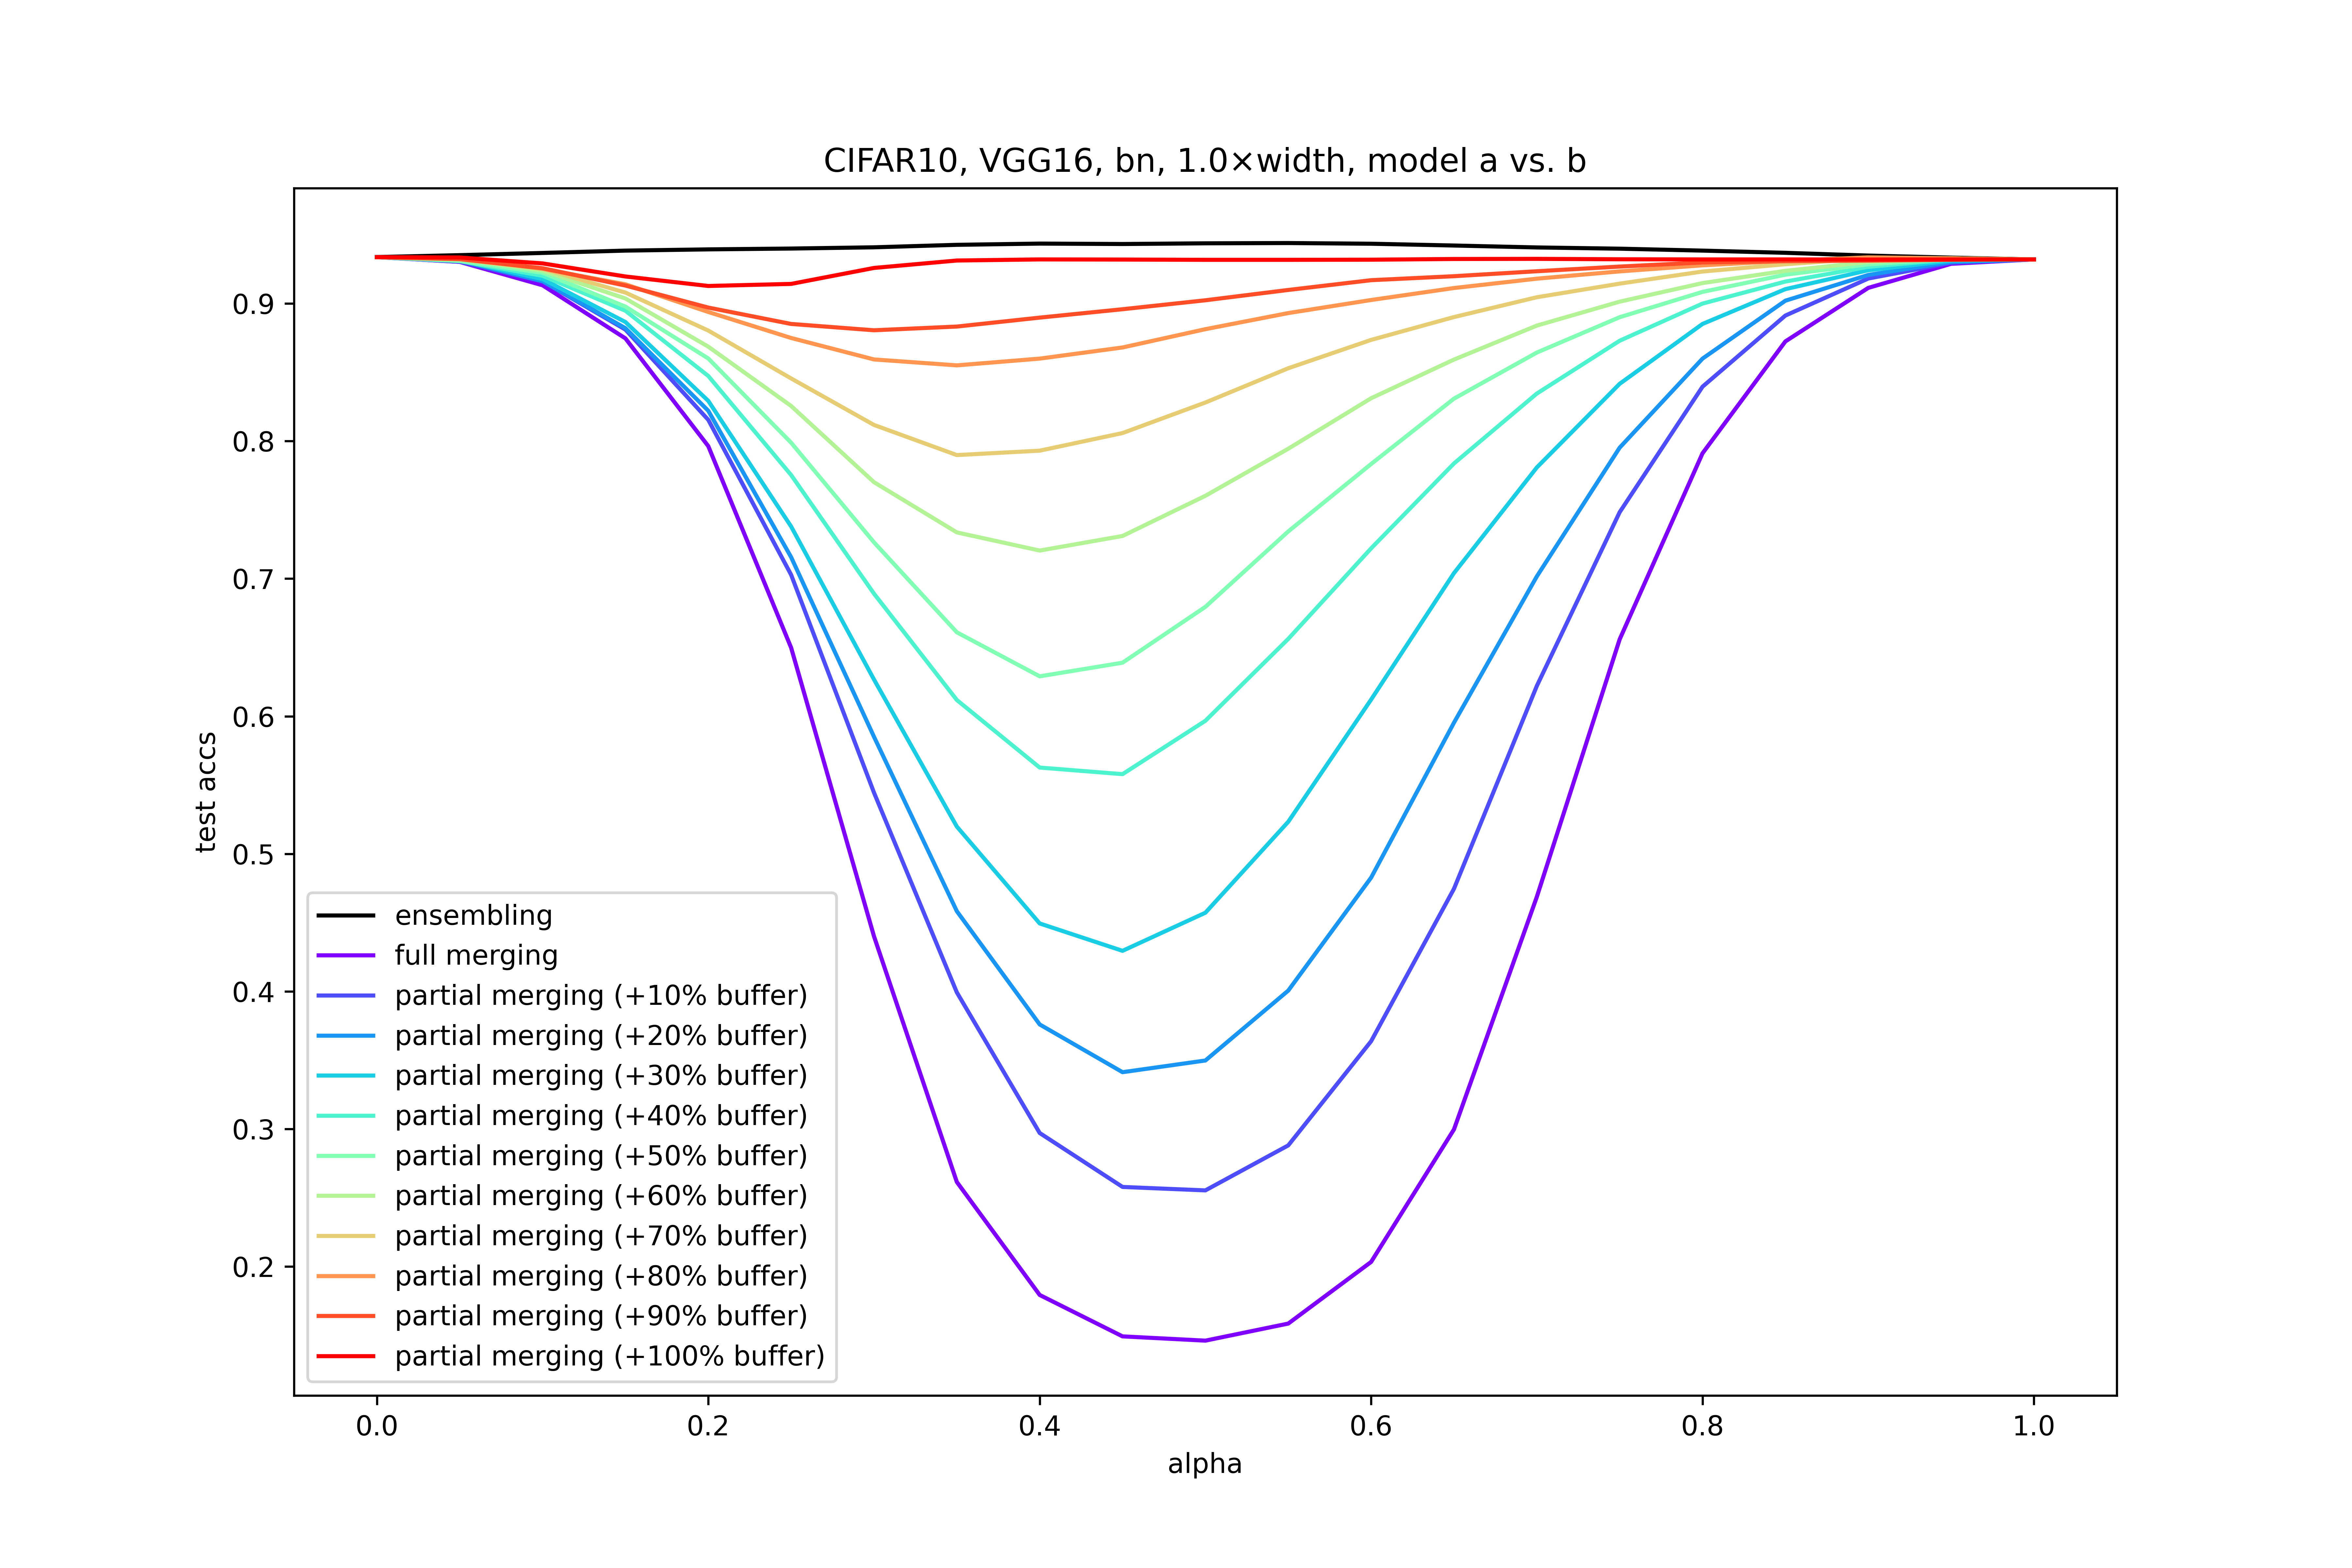 CIFAR10, VGG16, bn, 1.0×width, model a vs. b
test accs
0.9
0.8
0.7
0.6
0.5
0.4
0.3
0.2
ensembling
full merging
partial merging (+10% buffer)
partial merging (+20% buffer)
partial merging (+30% buffer)
partial merging (+40% buffer)
partial merging (+50% buffer)
partial merging (+60% buffer)
partial merging (+70% buffer)
partial merging (+80% buffer)
partial merging (+90% buffer)
partial merging (+100% buffer)
0.0 0.2 0.4 0.6 0.8 1.0
alpha